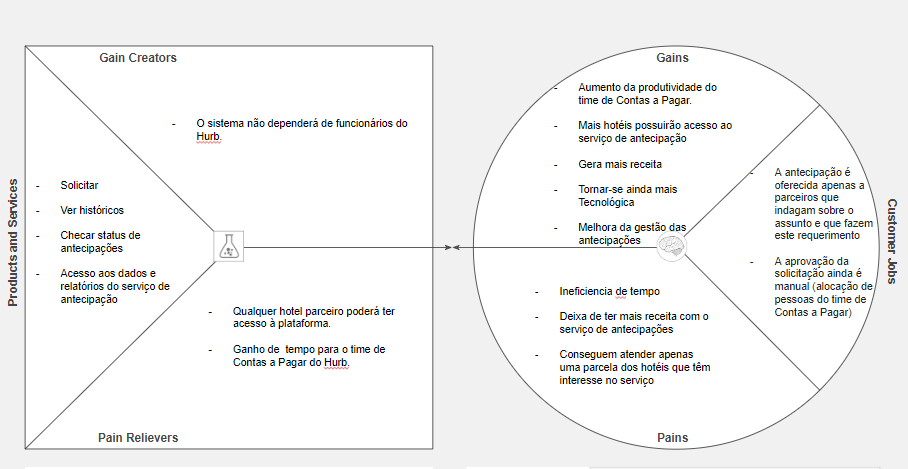 Gain Creators
- O sistema não dependerá de funcionários do
Hurb.
Products and Services
- Solicitar
- Ver históricos
- Checar status de
antecipações
- Acesso aos dados e
relatórios do serviço de
antecipação
- Qualquer hotel parceiro poderá ter
acesso à plataforma.
- Ganho de tempo para o time de
Contas a Pagar do Hurb.
Pain Relievers
Gains
- Aumento da produtividade do
time de Contas a Pagar.
- Mais hotéis possuirão acesso ao
serviço de antecipação
- Gera mais receita
- Tornar-se ainda mais
Tecnológica
- Melhora da gestão das
antecipações
- A antecipação é
oferecida apenas a
parceiros que
indagam sobre o
assunto e que fazem
este requerimento
- A aprovação da
solicitação ainda é
manual (alocação de
pessoas do time de
Contas a Pagar)
Customer Jobs
- Ineficiencia de tempo
- Deixa de ter mais receita com o
serviço de antecipações
- Conseguem atender apenas
uma parcela dos hotéis que têm
interesse no serviço
Pains